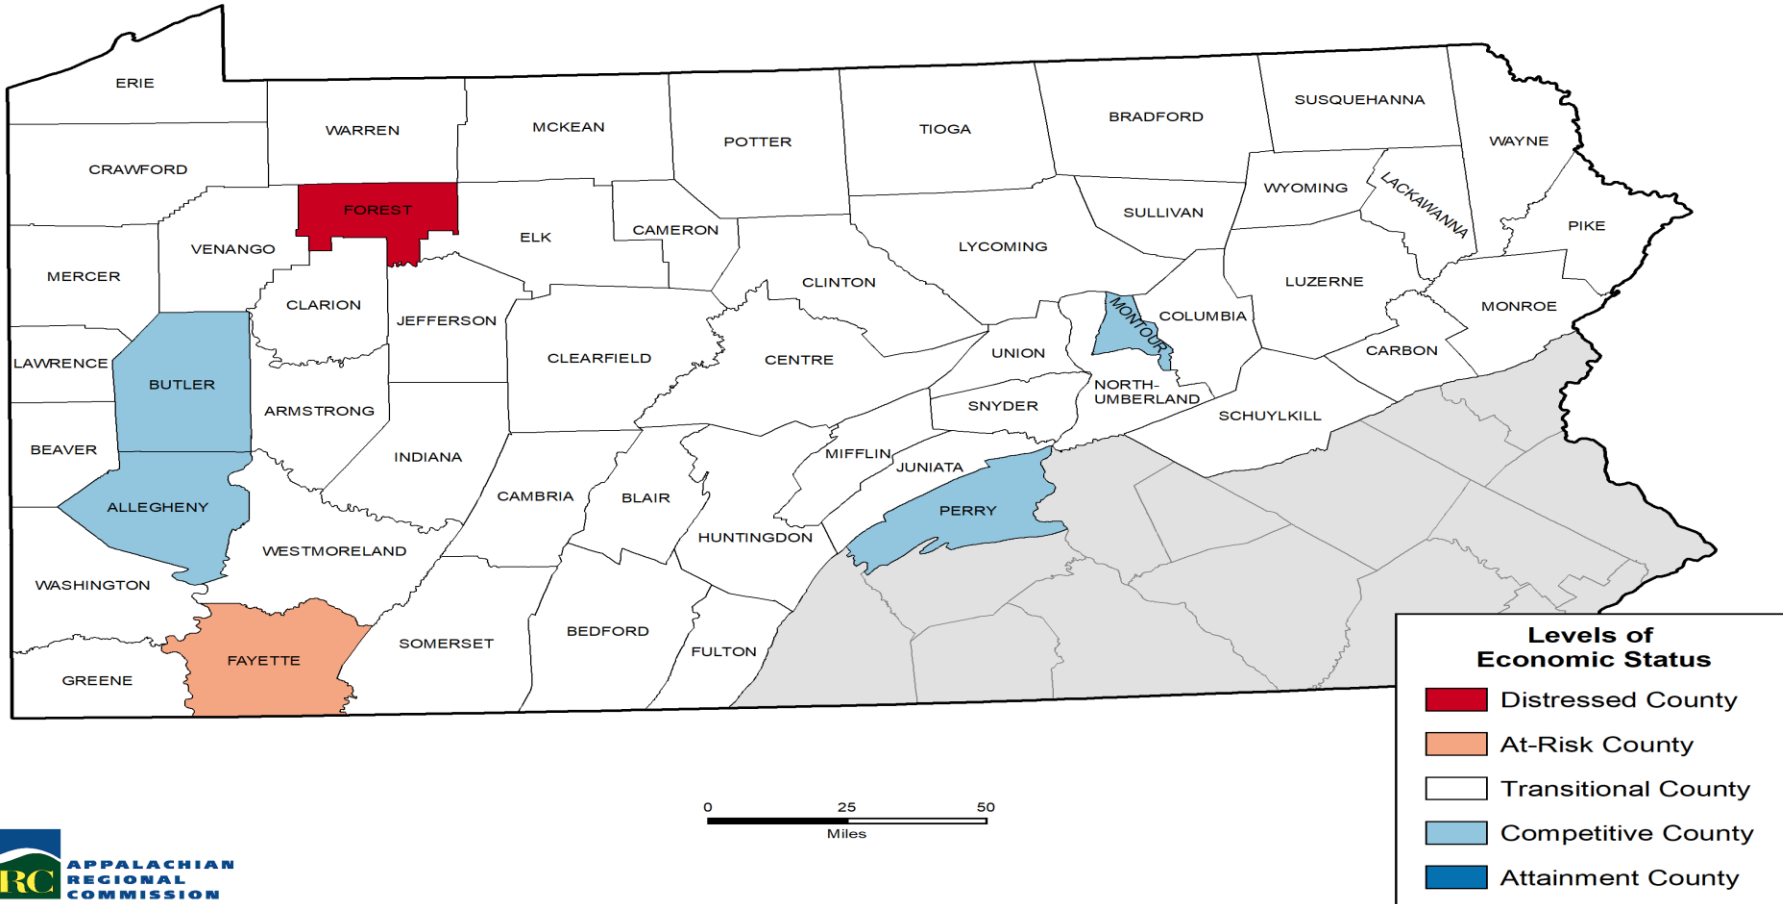 ERIE
WARREN
MCKEAN
POTTER
TIOGA
BRADFORD
SUSQUEHANNA
WAYNE
CRAWFORD
FOREST
ELK
CAMERON
SULLIVAN
WYOMING
LACKAWANNA
PIKE
MERCER
VENANGO
CLARION
JEFFERSON
CLINTON
LYCOMING
LUZERNE
MONROE
LAWRENCE
BUTLER
ARMSTRONG
CLEARFIELD
CENTRE
UNION
MONTOUR
COLUMBIA
CARBON
BEAVER
INDIANA
SNYDER
NORTH-
UMBERLAND
SCHUYLKILL
ALLEGHENY
CAMBRIA
BLAIR
MIFFLIN
JUNIATA
PERRY
WASHINGTON
WESTMORELAND
HUNTINGDON
GREENE
FAYETTE
SOMERSET
BEDFORD
FULTON
Levels of
Economic Status
Distressed County
At-Risk County
Transitional County
Competitive County
Attainment County
0 25 50
Miles
RC
APPALACHIAN
REGIONAL
COMMISSION